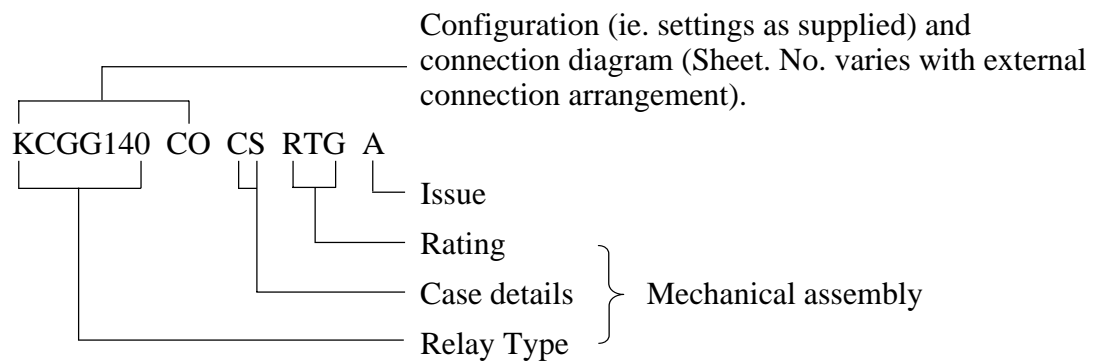 Configuration (ie. settings as supplied) and
connection diagram (Sheet. No. varies with external
connection arrangement).
KCGG140 CO CS RTG A
Issue
Rating
Case details
Mechanical assembly
Relay Type